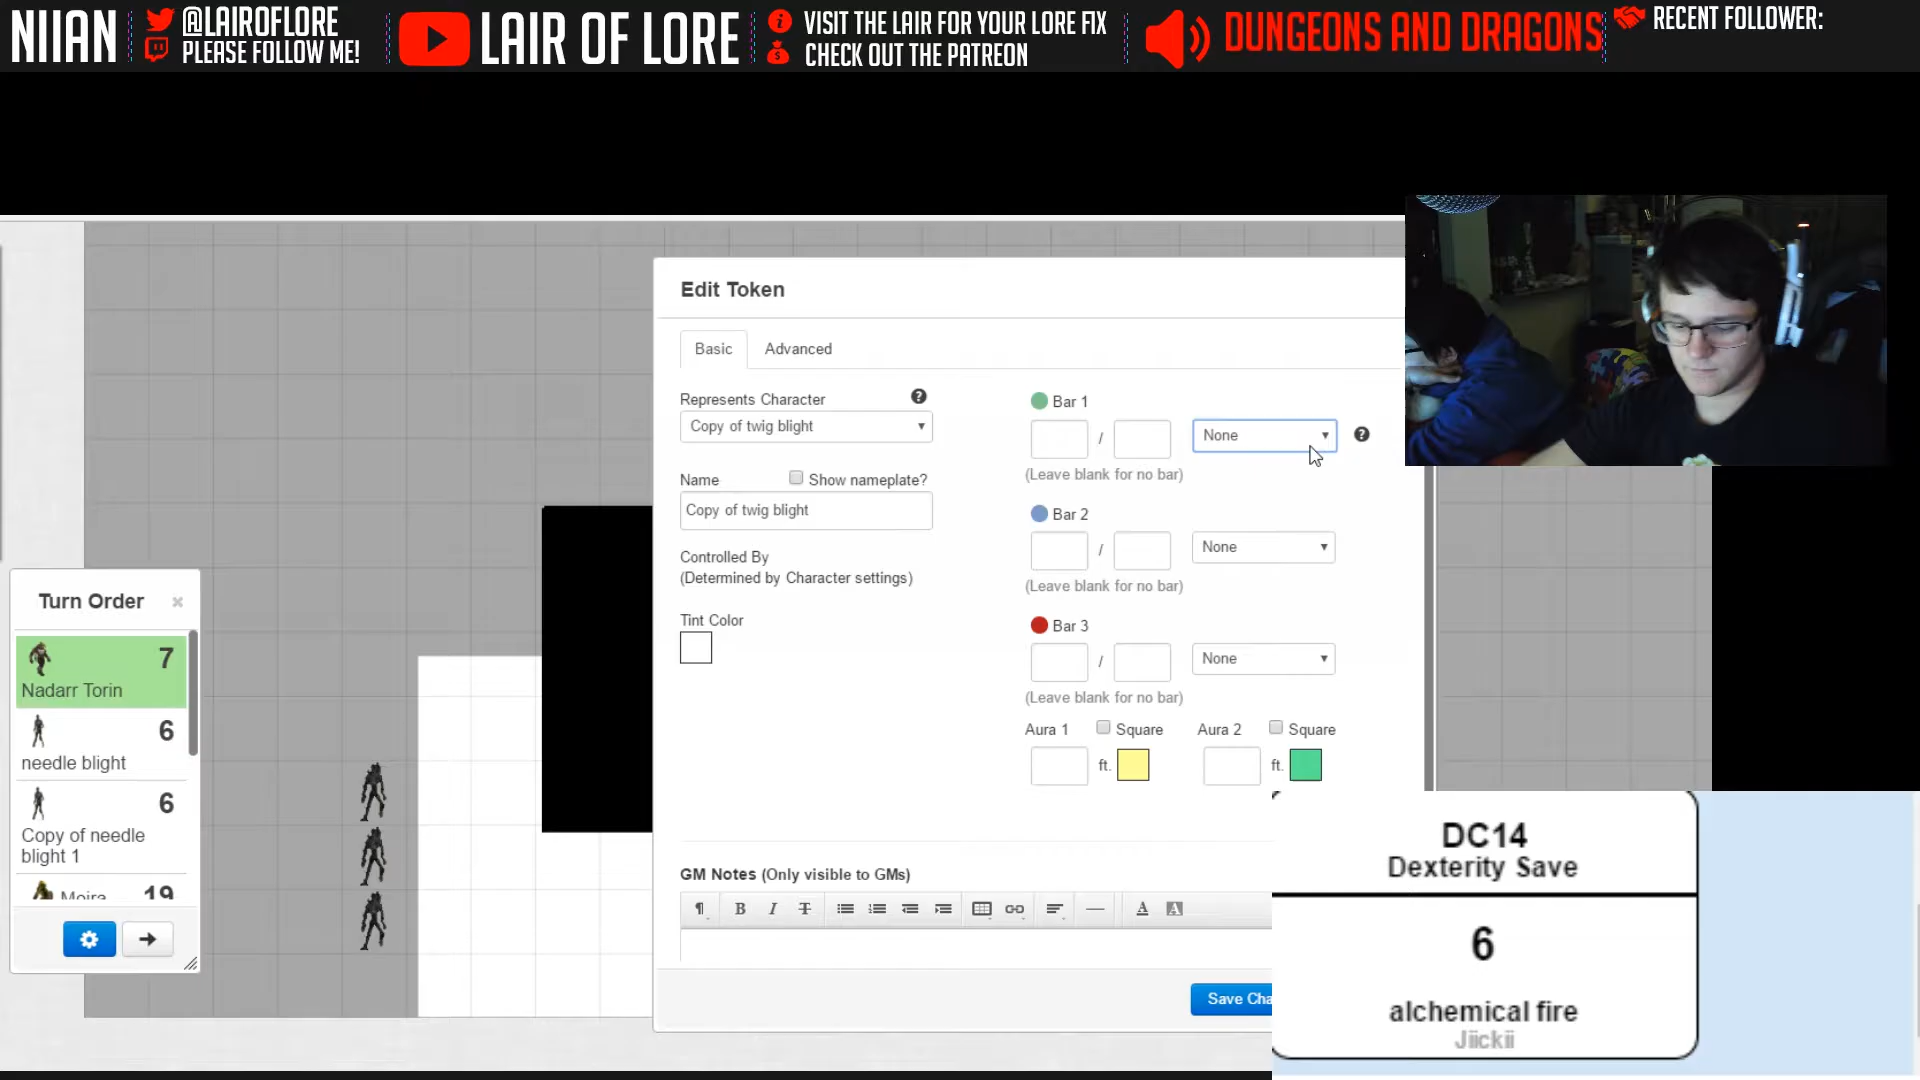 NIIAN
@LAIROFLORE
PLEASE FOLLOW ME!
LAIR OF LORE
VISIT THE LAIR FOR YOUR LORE FIX
CHECK OUT THE PATREON
DUNGEONS AND DRAGONS
RECENT FOLLOWER:
Edit Token
Basic
Advanced
Represents Character
Copy of twig blight
Name
Show nameplate?
Copy of twig blight
Controlled By
(Determined by Character settings)
Tint Color
Bar 1
/
None
(Leave blank for no bar)
Bar 2
/
None
(Leave blank for no bar)
Bar 3
/
None
(Leave blank for no bar)
Aura 1
Square
Aura 2
Square
ft.
ft.
GM Notes (Only visible to GMs)
Save Cha
Turn Order
7
Nadarr Torin
6
needle blight
6
Copy of needle
blight 1
Moira
19
DC14
Dexterity Save
6
alchemical fire
Jiickii